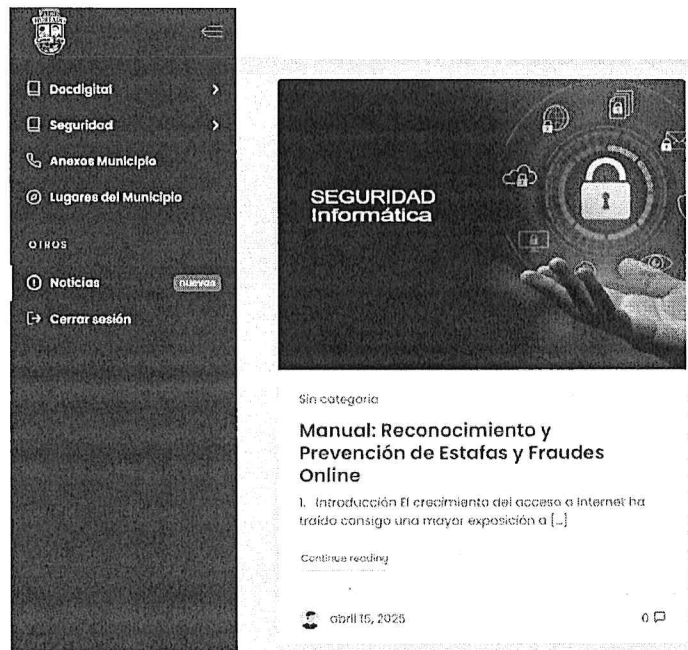 Docdigital
Seguridad
Anexos Municipio
Lugares del Municipio
OTROS
Noticias nuevas
Cerrar sesión
SEGURIDAD
Informática
Sin categoría
Manual: Reconocimiento y
Prevención de Estafas y Fraudes
Online
1. Introducción El crecimiento del acceso a Internet ha
traído consigo una mayor exposición a [...]
Continue reading
abril 15, 2025
0